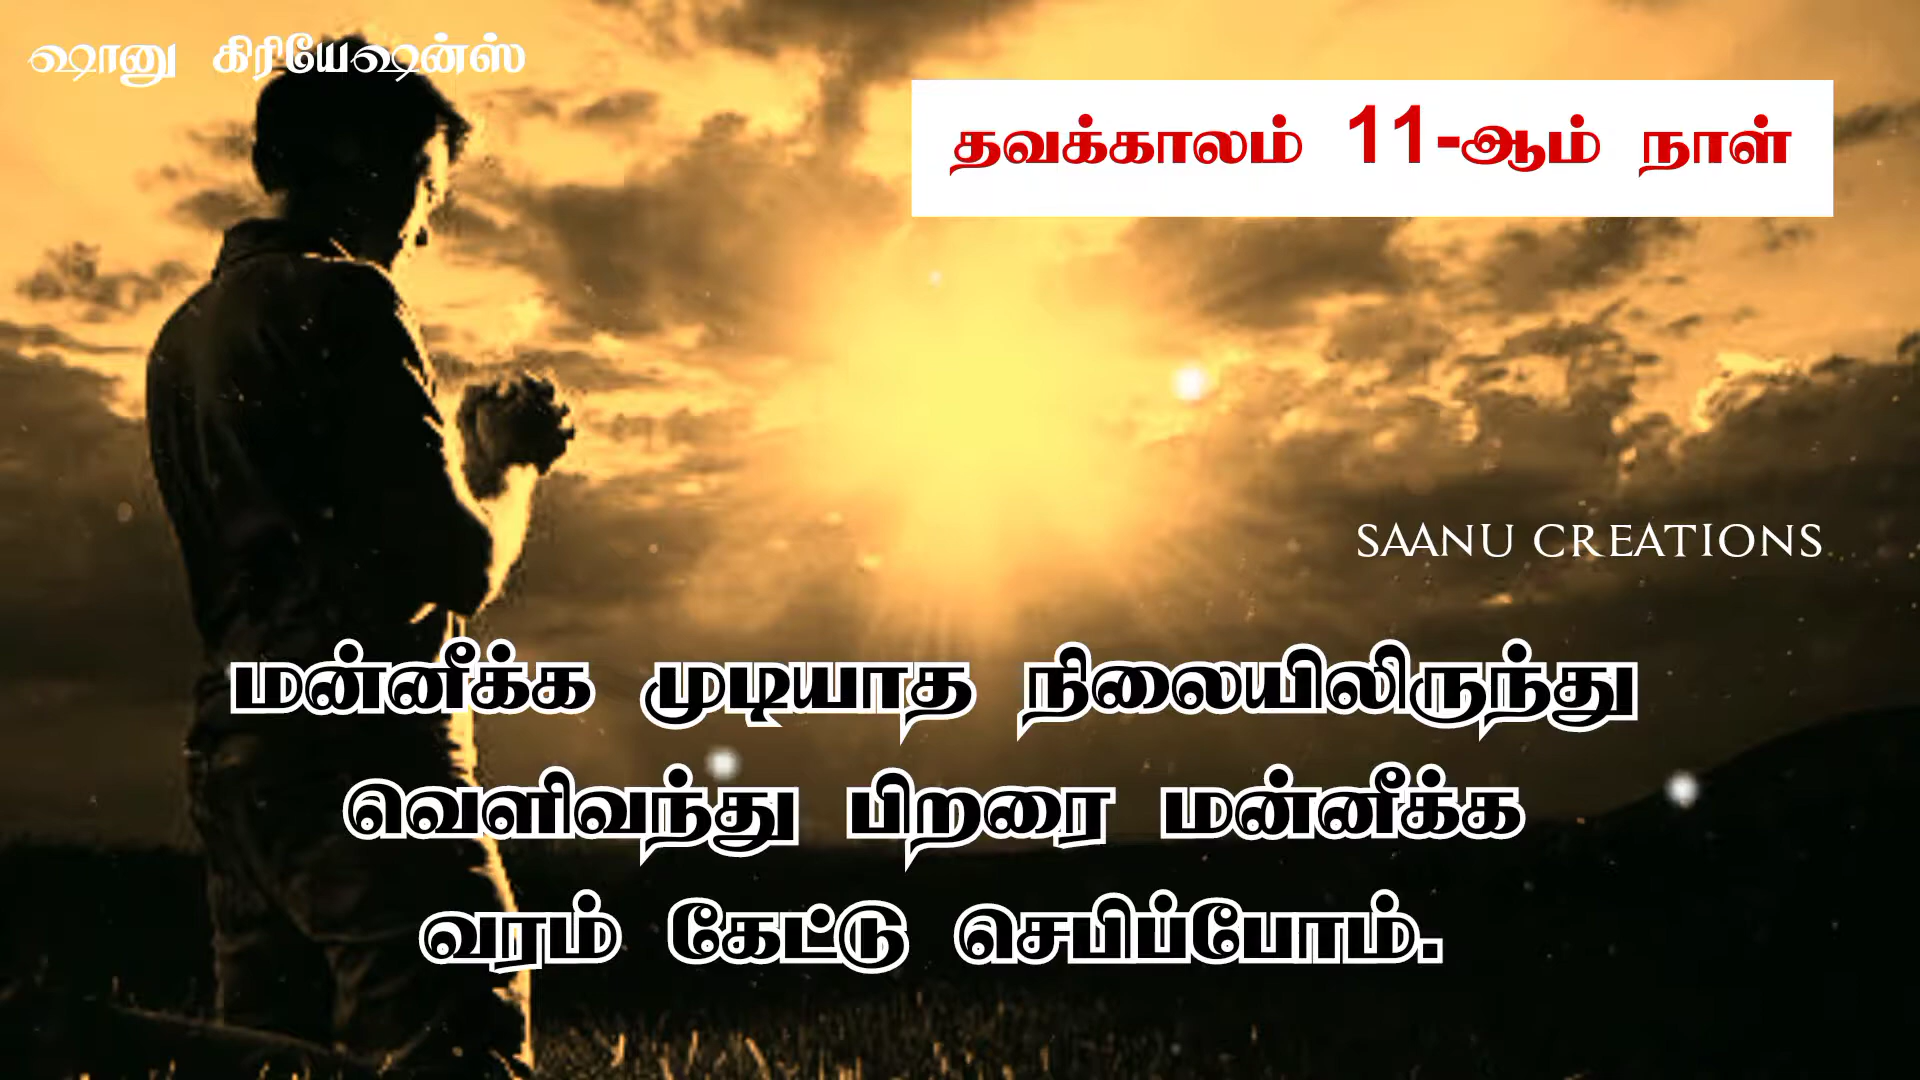 ஷானு கிரியேஷன்ஸ்
தவக்காலம் 11-ஆம் நாள்
SAANU CREATIONS
மன்னீக்க முடியாத நிலையிலிருந்து
வெளிவந்து பிறரை மன்னீக்க
வரம் கேட்டு செபிப்போம்.